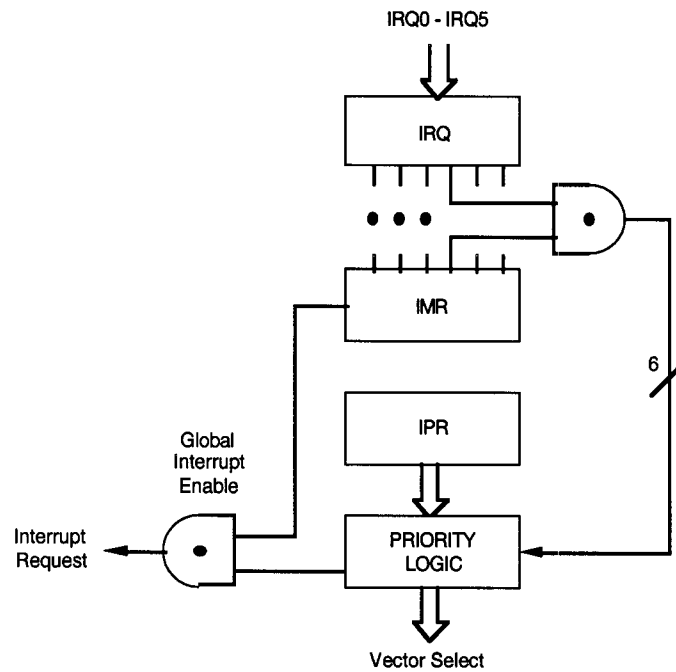 IRQ0 - IRQ5
IRQ
IMR
6
IPR
Global
Interrupt
Enable
Interrupt
Request
PRIORITY
LOGIC
Vector Select